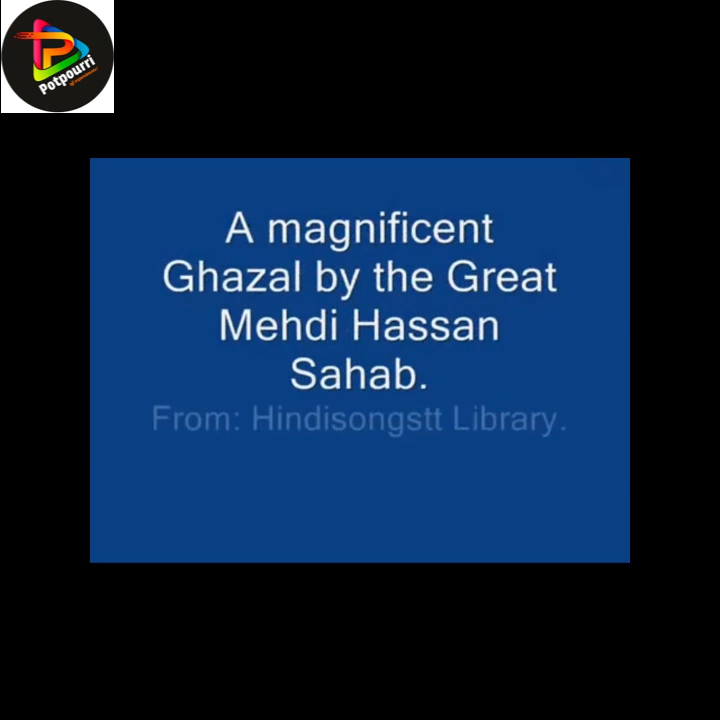 Potpourri
A magnificent
Ghazal by the Great
Mehdi Hassan
Sahab.
From: Hindisongstt Library.